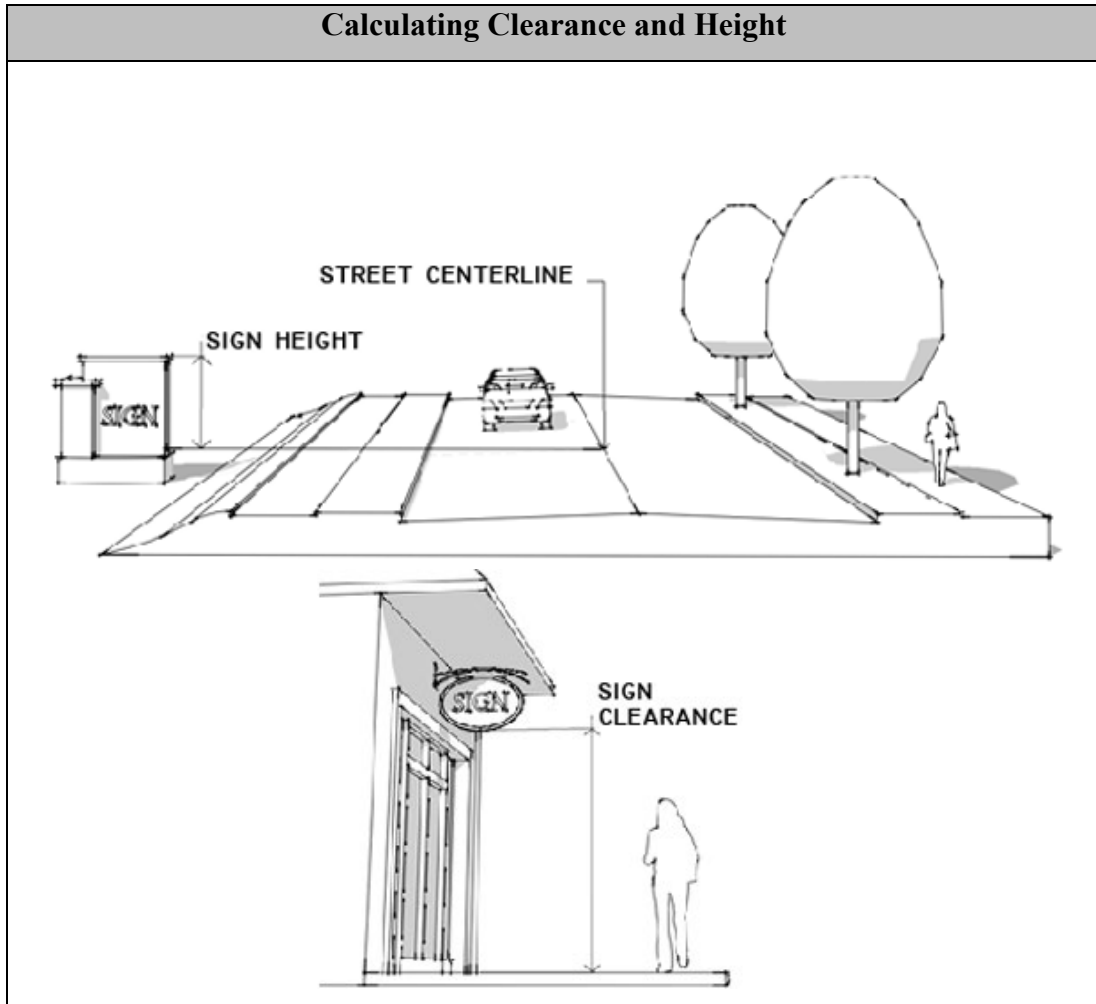 Calculating Clearance and Height
STREET CENTERLINE
SIGN HEIGHT
SIGN
SIGN
SIGN
CLEARANCE